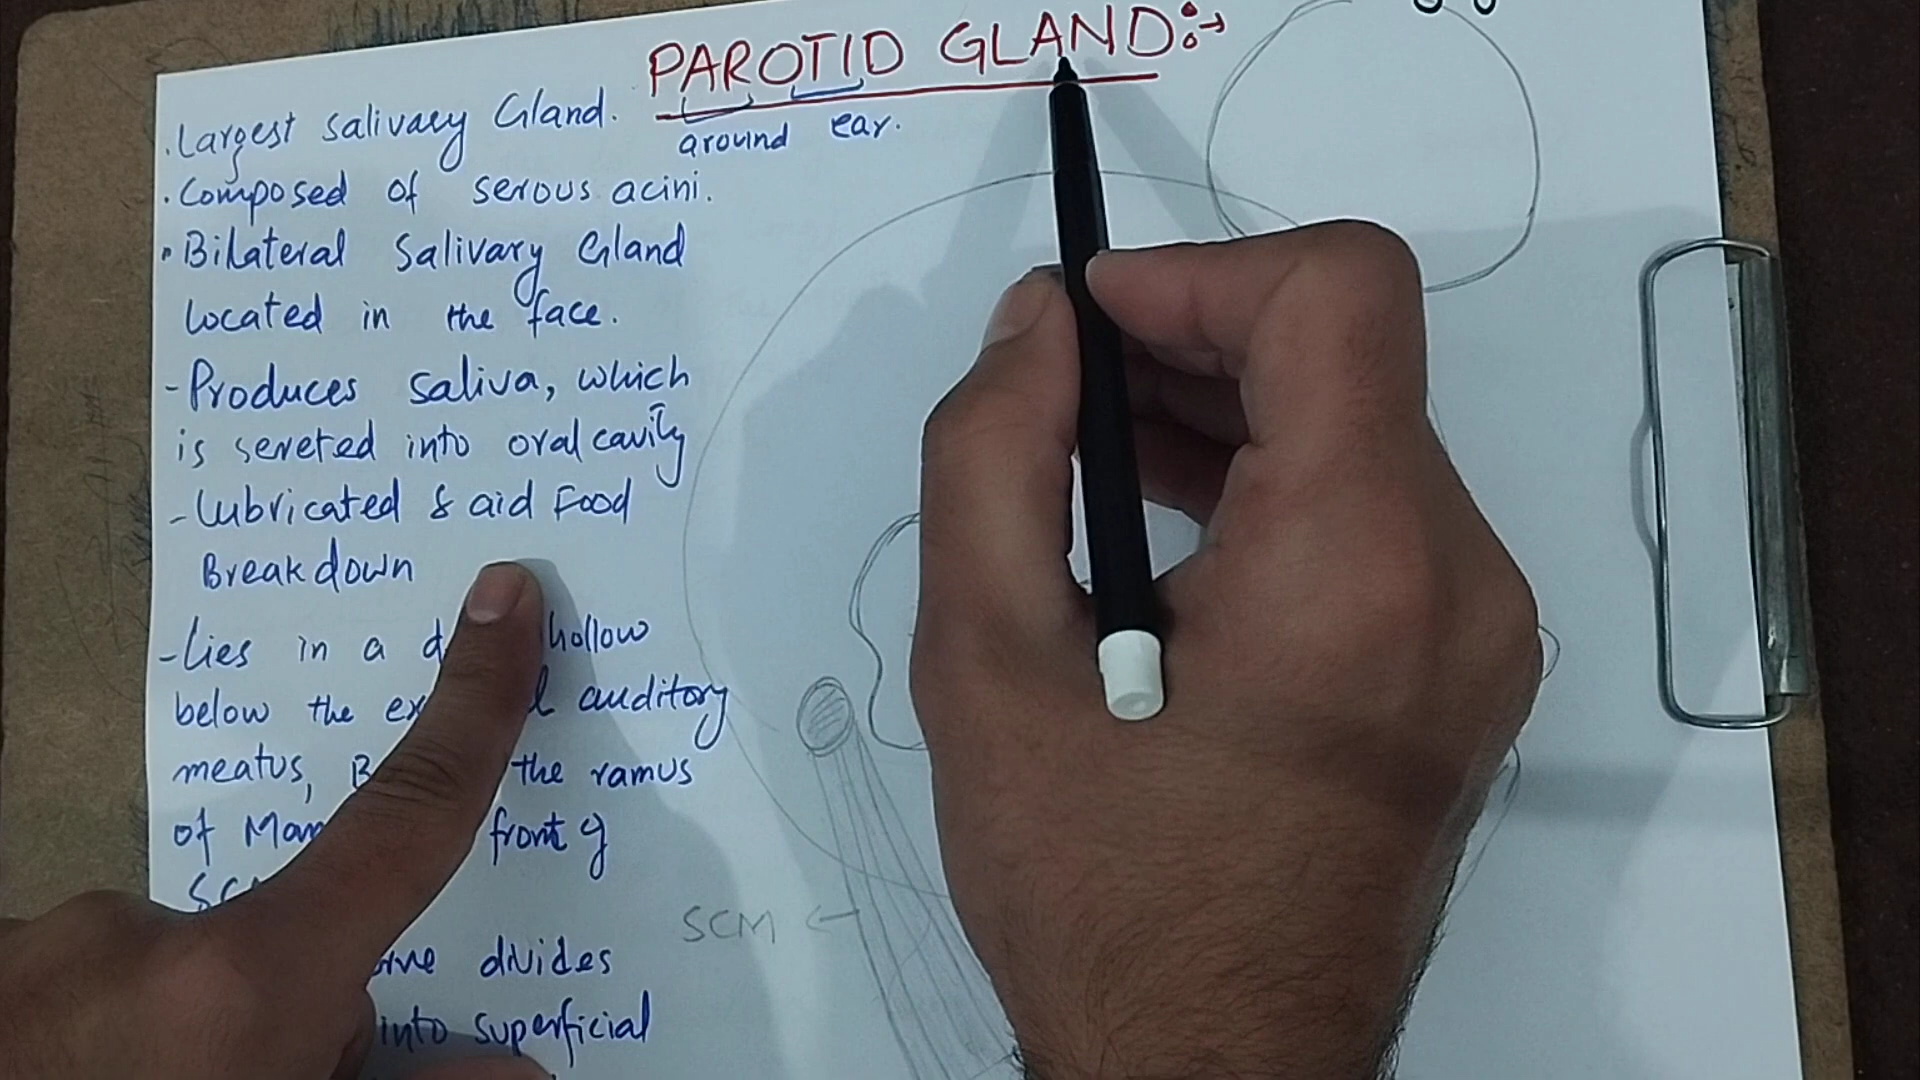 PAROTID GLAND:→
around ear.
. Largest salivary Gland.
. Composed of serous acini.
• Bilateral Salivary Gland
located in the face.
- Produces saliva, which
is sereted into oral cavity
- Lubricated & aid Food
Breakdown
- Lies in a hollow
below the auditory
meatus, the ramus
of front of
divides
into superficial
SCM ←